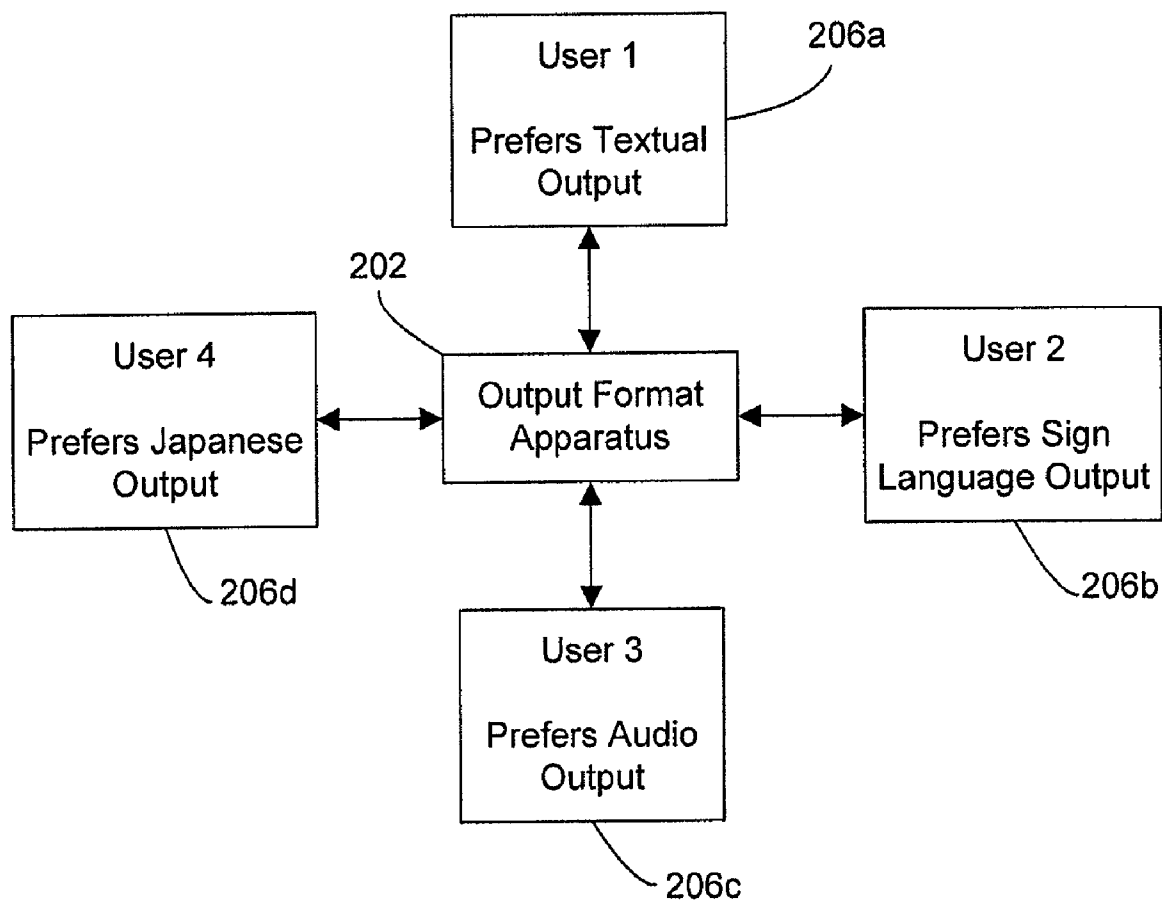 206a
User 1
Prefers Textual
Output
202
User 4
Prefers Japanese
Output
206d
Output Format
Apparatus
User 2
Prefers Sign
Language Output
206b
User 3
Prefers Audio
Output
206c